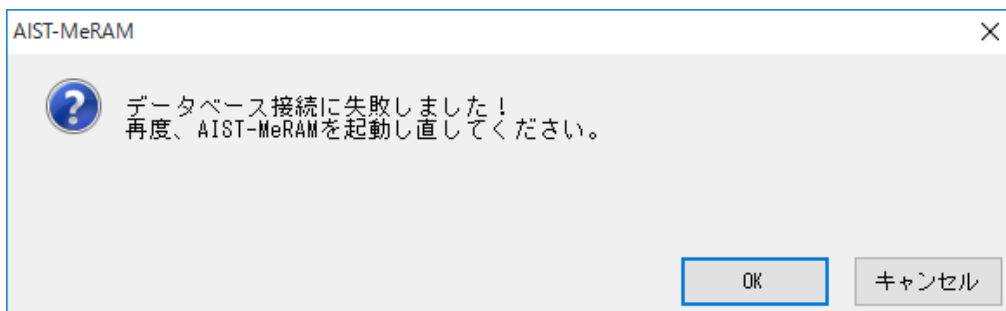 AIST-MeRAM
データベース接続に失敗しました！
再度、AIST-MeRAMを起動し直してください。
OK
キャンセル